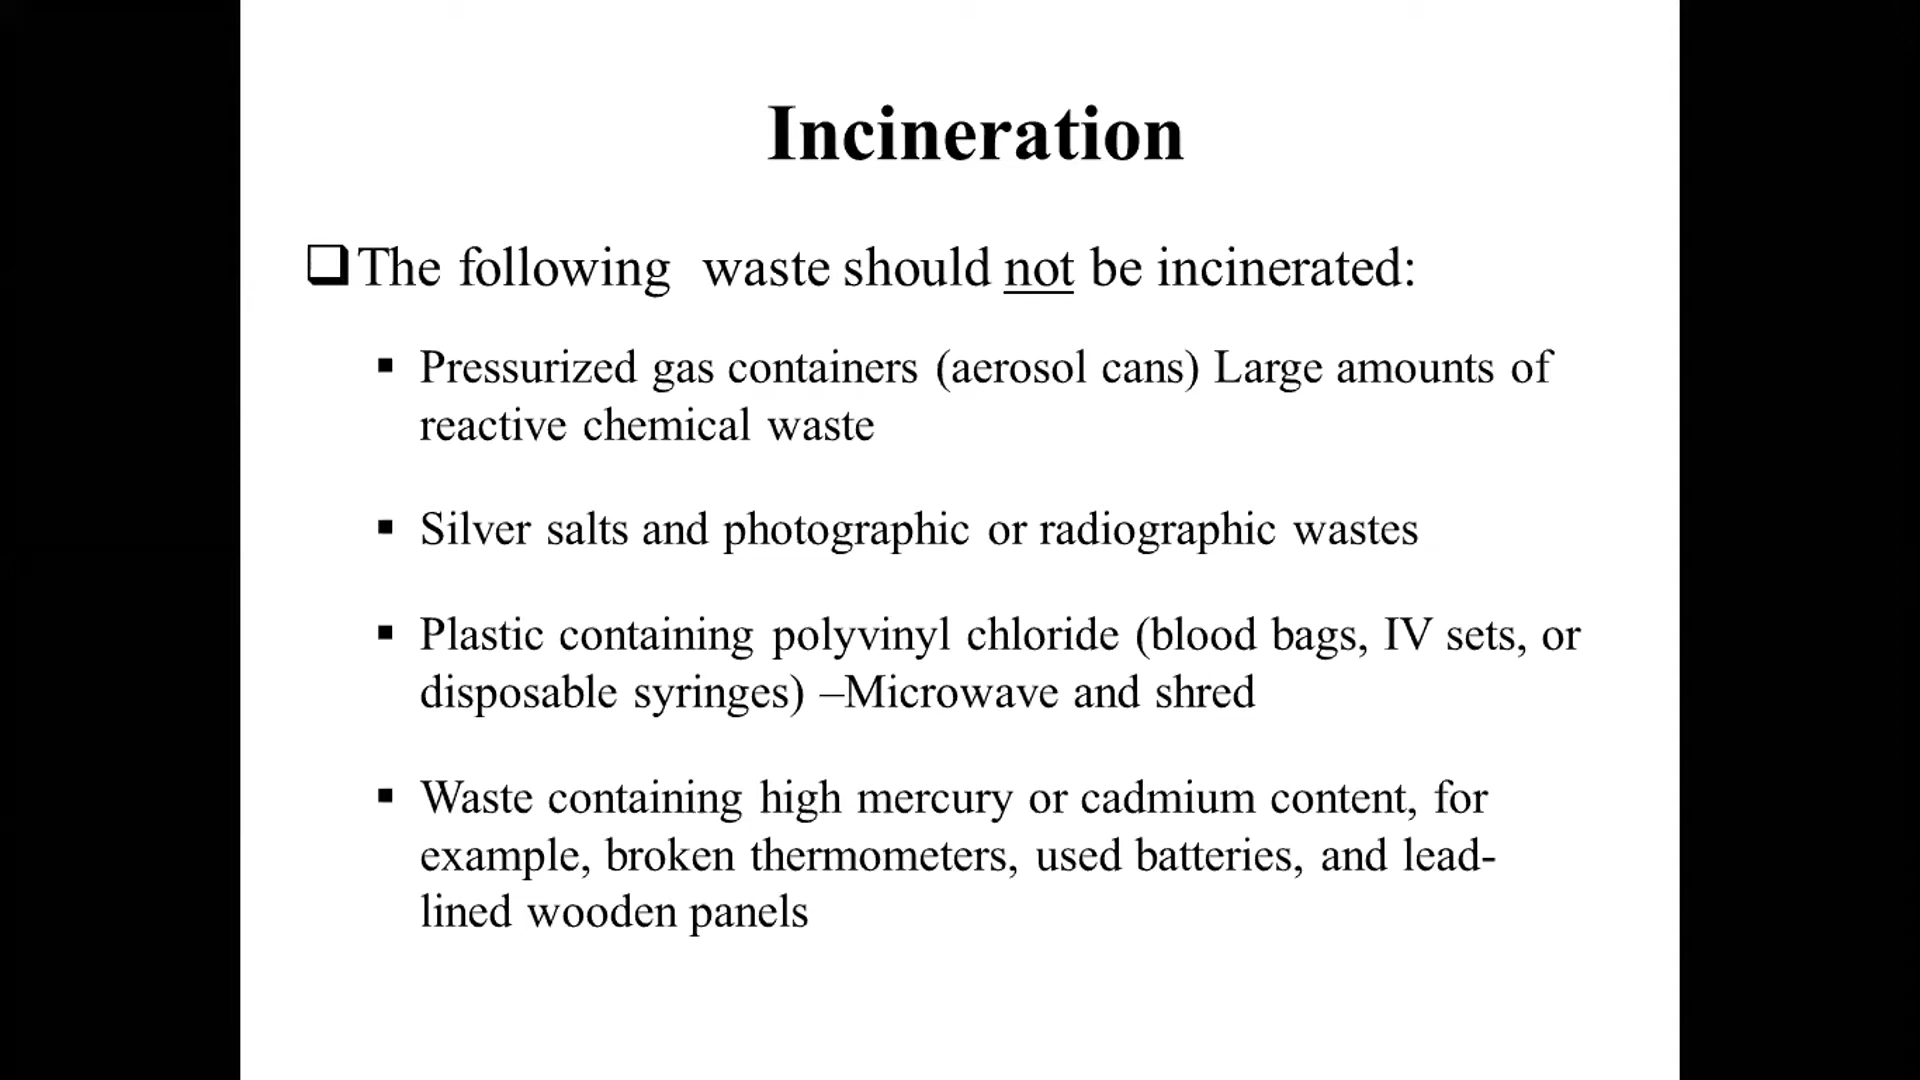 Incineration
❑The following waste should not be incinerated:
▪ Pressurized gas containers (aerosol cans) Large amounts of
reactive chemical waste
▪ Silver salts and photographic or radiographic wastes
▪ Plastic containing polyvinyl chloride (blood bags, IV sets, or
disposable syringes) –Microwave and shred
▪ Waste containing high mercury or cadmium content, for
example, broken thermometers, used batteries, and lead-
lined wooden panels